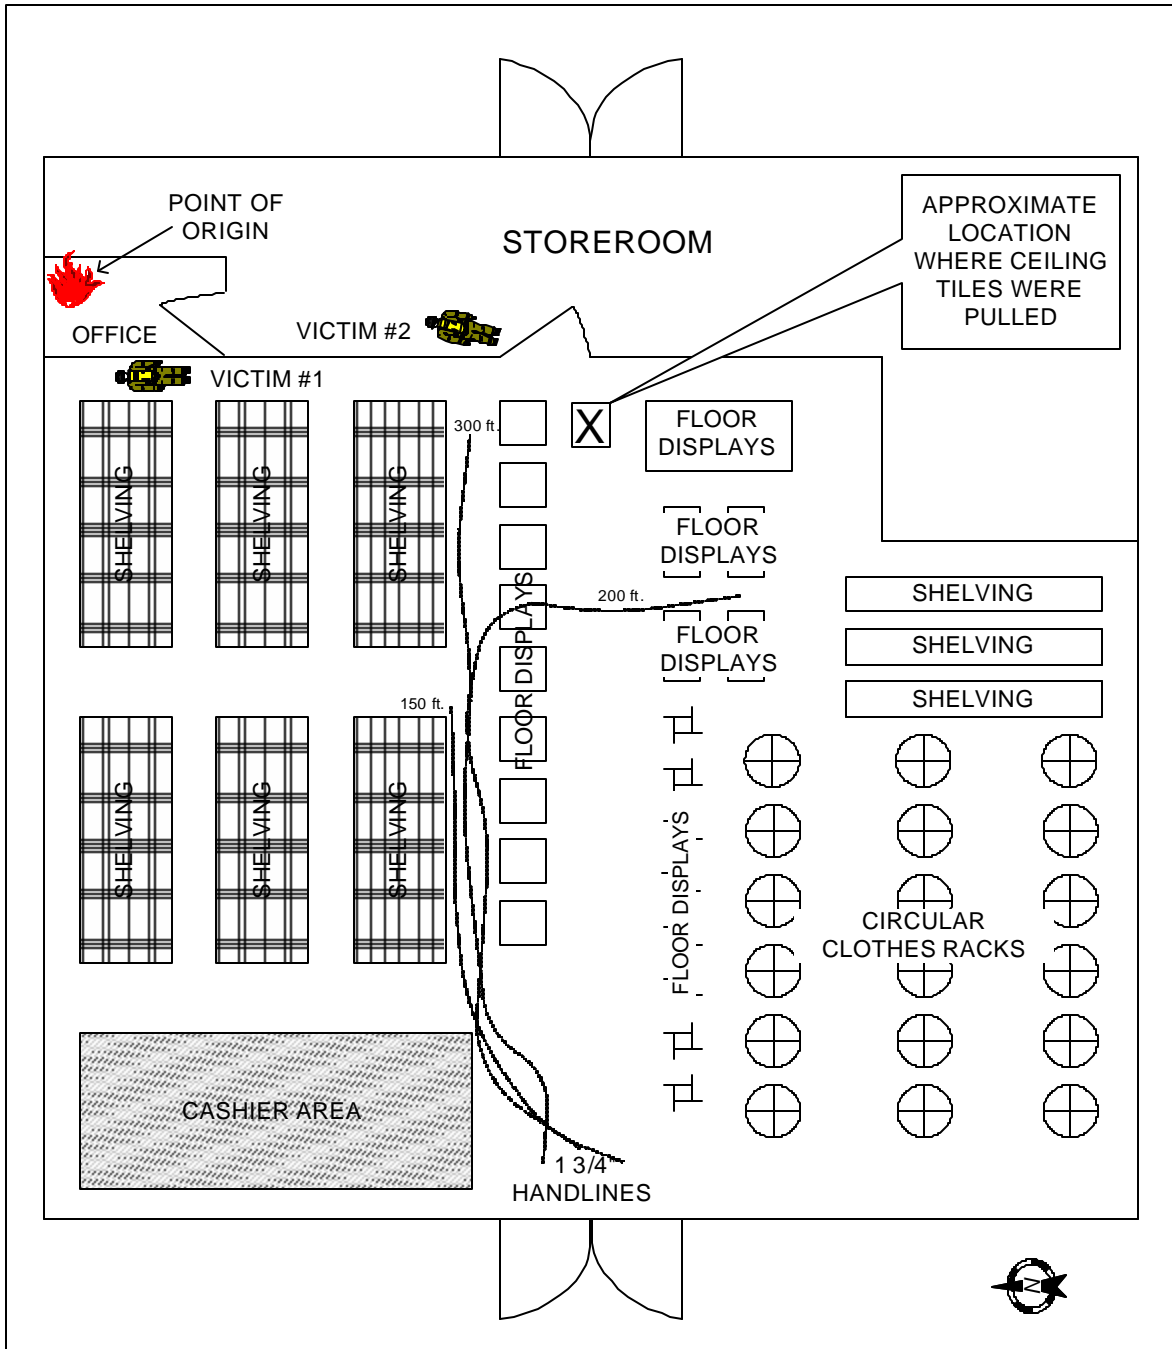 POINT OF
ORIGIN
STOREROOM
APPROXIMATE
LOCATION
WHERE CEILING
TILES WERE
PULLED
OFFICE
VICTIM #2
VICTIM #1
X
FLOOR
DISPLAYS
300 ft.
SHELVING
SHELVING
SHELVING
FLOOR DISPLAYS
FLOOR
DISPLAYS
200 ft.
FLOOR
DISPLAYS
SHELVING
SHELVING
SHELVING
150 ft.
SHELVING
SHELVING
SHELVING
FLOOR DISPLAYS
CIRCULAR
CLOTHES RACKS
CASHIER AREA
1 3/4"
HANDLINES
N